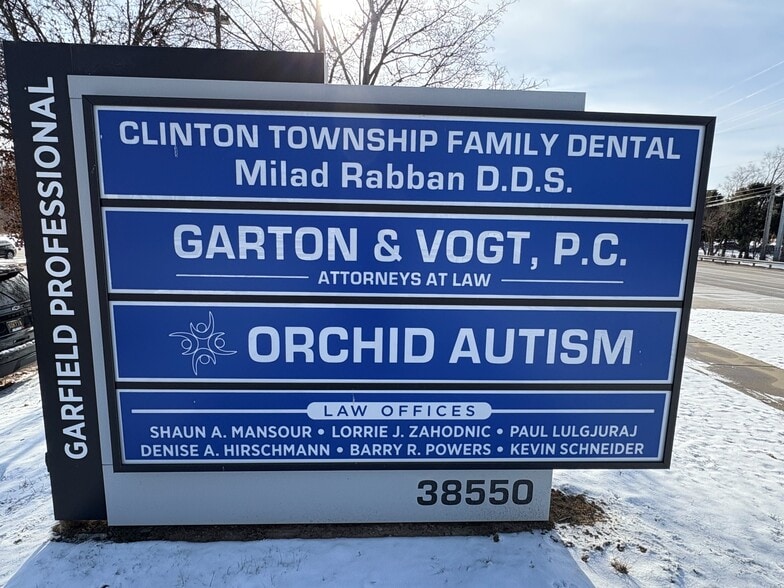 GARFIELD PROFESSIONAL
CLINTON TOWNSHIP FAMILY DENTAL
Milad Rabban D.D.S.
GARTON & VOGT, P.C.
ATTORNEYS AT LAW
ORCHID AUTISM
LAW OFFICES
SHAUN A. MANSOUR • LORRIE J. ZAHODNIC • PAUL LULGJURAJ
DENISE A. HIRSCHMANN • BARRY R. POWERS • KEVIN SCHNEIDER
38550